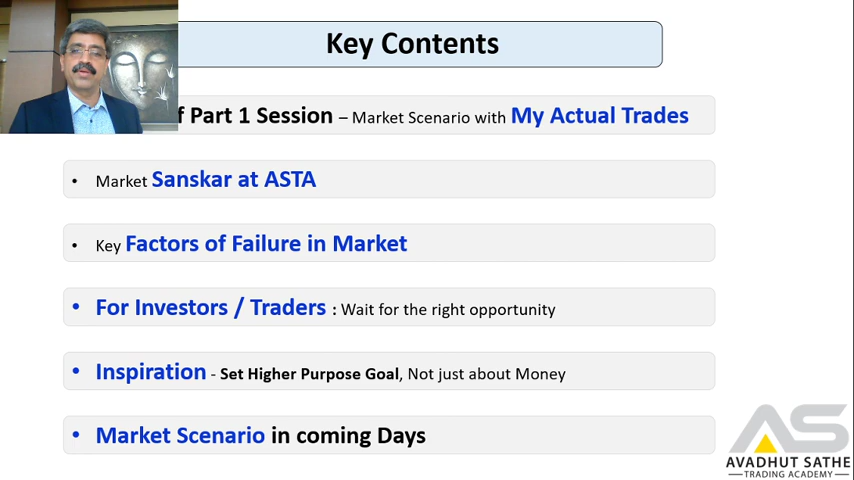 Key Contents
f Part 1 Session – Market Scenario with My Actual Trades
• Market Sanskar at ASTA
• Key Factors of Failure in Market
• For Investors / Traders : Wait for the right opportunity
• Inspiration - Set Higher Purpose Goal, Not just about Money
• Market Scenario in coming Days
AS
AVADHUT SATHE
TRADING ACADEMY